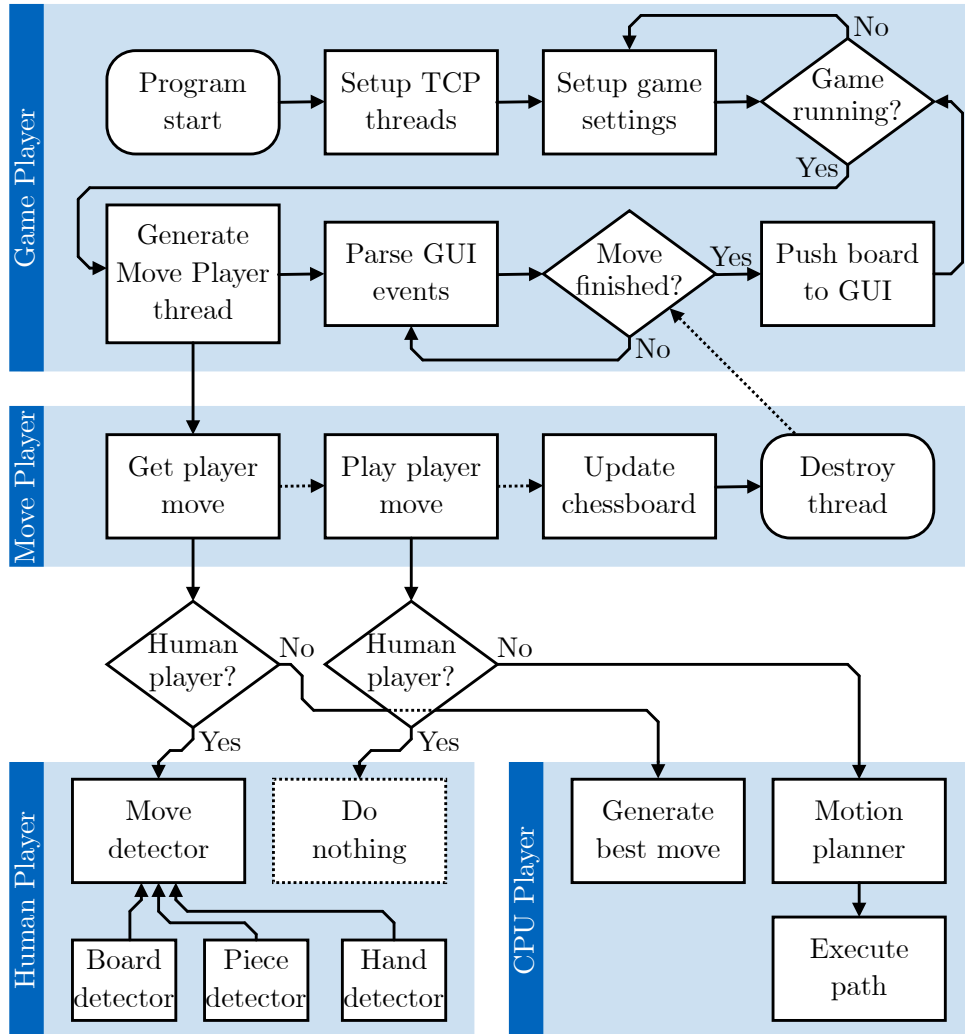 Game Player
No
Program
start
Setup TCP
threads
Setup game
settings
Game
running?
Yes
Generate
Move Player
thread
Parse GUI
events
Move
finished?
Yes
Push board
to GUI
No
Move Player
Get player
move
Play player
move
Update
chessboard
Destroy
thread
Human
player?
No
Human
player?
No
Yes
Yes
Human Player
Move
detector
Do
nothing
Board
detector
Piece
detector
Hand
detector
CPU Player
Generate
best move
Motion
planner
Execute
path